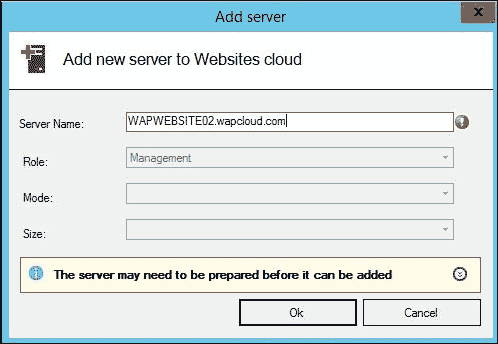 Add server
Add new server to Websites cloud
Server Name: WAPWEBSITE02.wapcloud.com
Role: Management
Mode:
Size:
The server may need to be prepared before it can be added
Ok Cancel